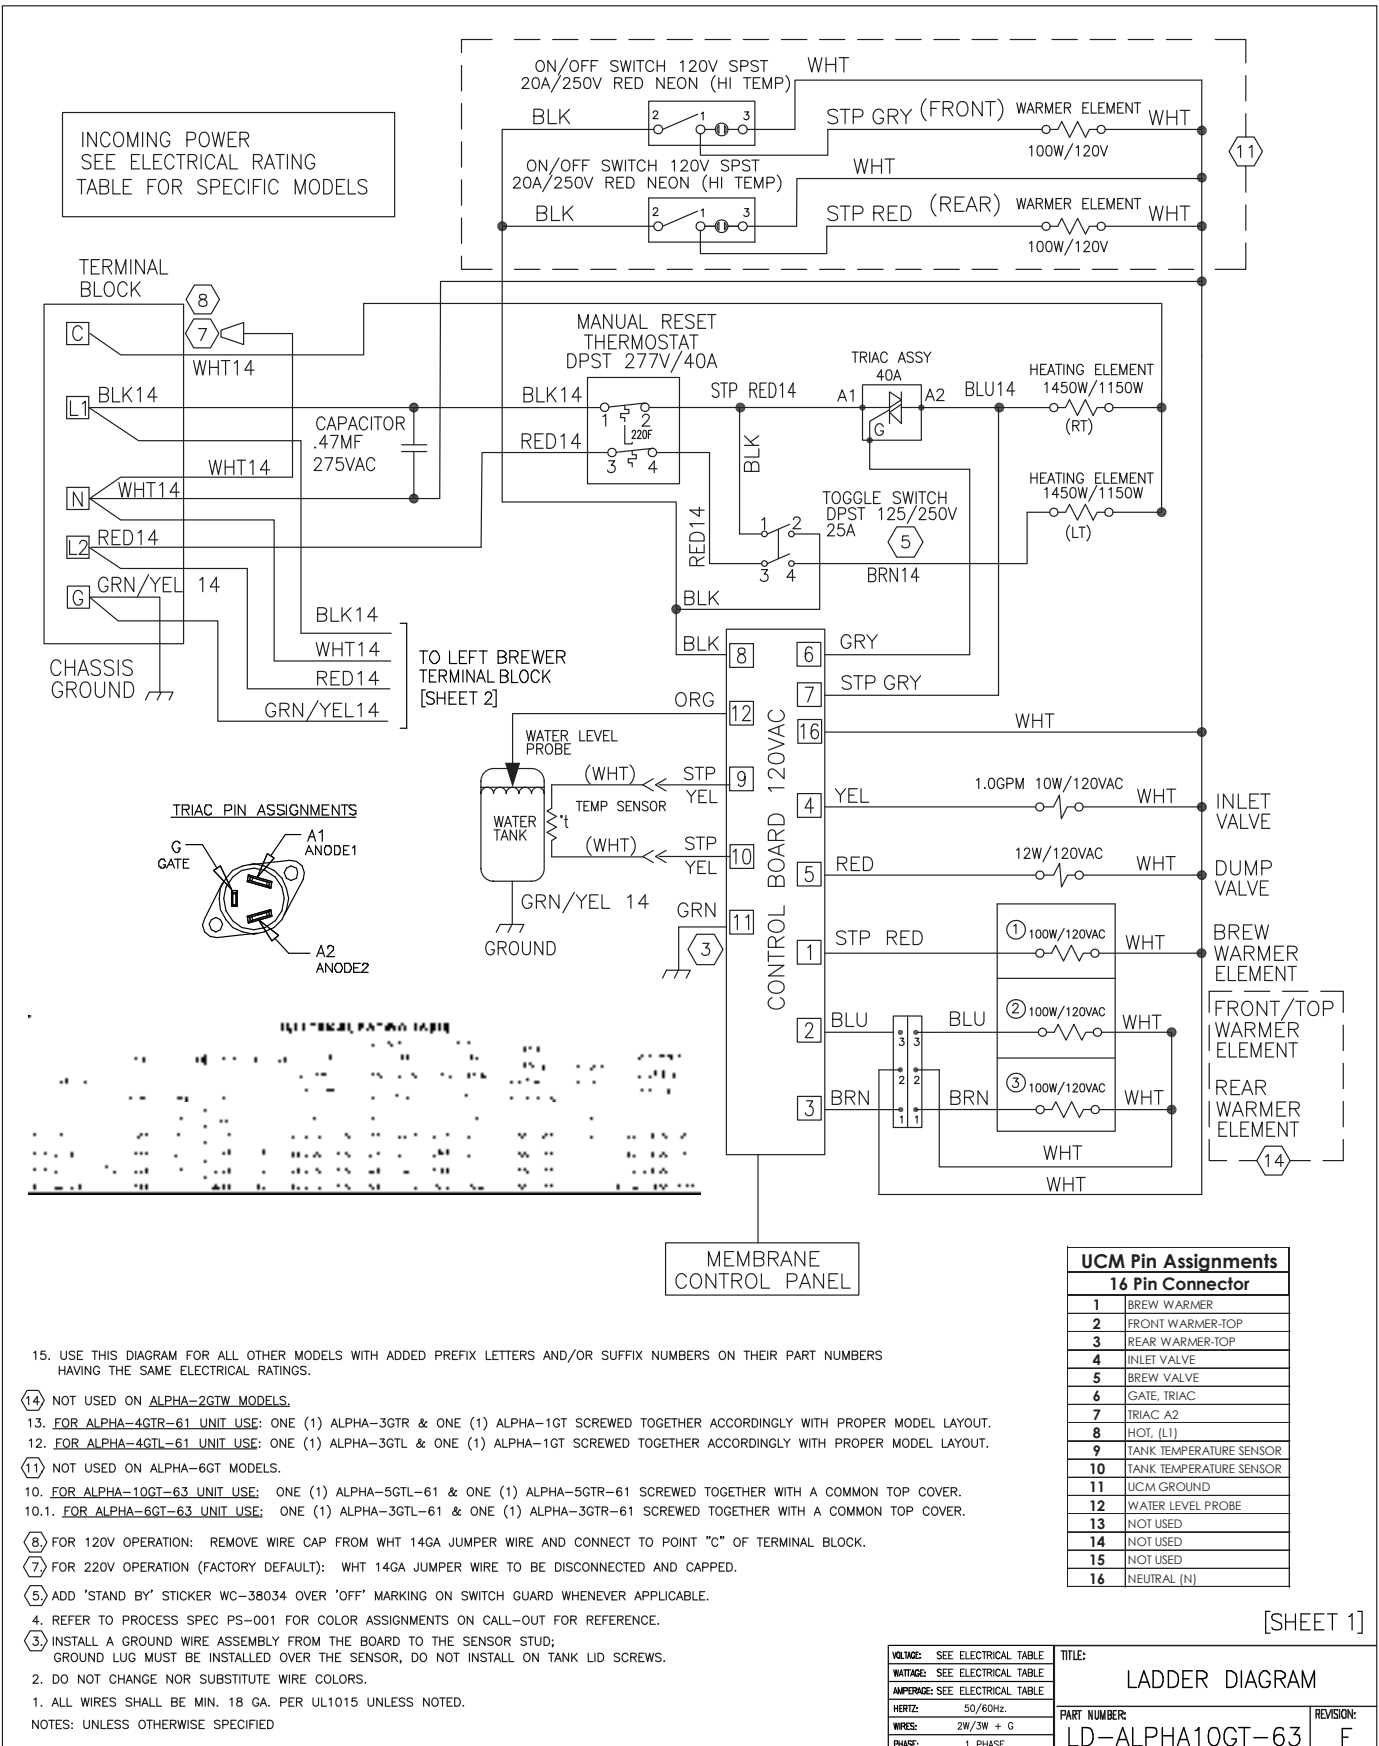 INCOMING POWER
SEE ELECTRICAL RATING
TABLE FOR SPECIFIC MODELS
ON/OFF SWITCH 120V SPST
20A/250V RED NEON (HI TEMP)
WHT
BLK
2 1 3
STP GRY (FRONT)
WARMER ELEMENT
100W/120V
WHT
11
ON/OFF SWITCH 120V SPST
20A/250V RED NEON (HI TEMP)
WHT
BLK
2 1 3
STP RED (REAR)
WARMER ELEMENT
100W/120V
WHT
TERMINAL
BLOCK
8
7
C
WHT14
L1
BLK14
CAPACITOR
.47MF
275VAC
WHT14
N
WHT14
L2
RED14
G
GRN/YEL 14
CHASSIS
GROUND
BLK14
WHT14
RED14
GRN/YEL14
TO LEFT BREWER
TERMINAL BLOCK
[SHEET 2]
MANUAL RESET
THERMOSTAT
DPST 277V/40A
BLK14
1 2
220F
RED14
3 4
STP RED14
BLK
RED14
TRIAC ASSY
40A
A1
A2
G
BLU14
HEATING ELEMENT
1450W/1150W
(RT)
HEATING ELEMENT
1450W/1150W
(LT)
TOGGLE SWITCH
DPST 125/250V
25A
5
1 2
3 4
BRN14
BLK
BLK
8
6
GRY
7
STP GRY
16
WHT
ORG
12
WATER LEVEL
PROBE
(WHT)
STP
YEL
9
TEMP SENSOR
WATER
TANK
°t
(WHT)
STP
YEL
10
GRN/YEL 14
GROUND
GRN
11
3
CONTROL BOARD 120VAC
4
YEL
1.0GPM 10W/120VAC
WHT
INLET
VALVE
5
RED
12W/120VAC
WHT
DUMP
VALVE
1
STP RED
1
100W/120VAC
WHT
BREW
WARMER
ELEMENT
2
BLU
3 3
BLU
2
100W/120VAC
WHT
FRONT/TOP
WARMER
ELEMENT
2 2
3
BRN
1 1
BRN
3
100W/120VAC
WHT
REAR
WARMER
ELEMENT
14
WHT
WHT
MEMBRANE
CONTROL PANEL
TRIAC PIN ASSIGNMENTS
G
GATE
A1
ANODE1
A2
ANODE2
UCM Pin Assignments
16 Pin Connector
1 BREW WARMER
2 FRONT WARMER-TOP
3 REAR WARMER-TOP
4 INLET VALVE
5 BREW VALVE
6 GATE, TRIAC
7 TRIAC A2
8 HOT, (L1)
9 TANK TEMPERATURE SENSOR
10 TANK TEMPERATURE SENSOR
11 UCM GROUND
12 WATER LEVEL PROBE
13 NOT USED
14 NOT USED
15 NOT USED
16 NEUTRAL (N)
15. USE THIS DIAGRAM FOR ALL OTHER MODELS WITH ADDED PREFIX LETTERS AND/OR SUFFIX NUMBERS ON THEIR PART NUMBERS
HAVING THE SAME ELECTRICAL RATINGS.
14 NOT USED ON ALPHA-2GTW MODELS.
13. FOR ALPHA-4GTR-61 UNIT USE: ONE (1) ALPHA-3GTR & ONE (1) ALPHA-1GT SCREWED TOGETHER ACCORDINGLY WITH PROPER MODEL LAYOUT.
12. FOR ALPHA-4GTL-61 UNIT USE: ONE (1) ALPHA-3GTL & ONE (1) ALPHA-1GT SCREWED TOGETHER ACCORDINGLY WITH PROPER MODEL LAYOUT.
11 NOT USED ON ALPHA-6GT MODELS.
10. FOR ALPHA-10GT-63 UNIT USE: ONE (1) ALPHA-5GTL-61 & ONE (1) ALPHA-5GTR-61 SCREWED TOGETHER WITH A COMMON TOP COVER.
10.1. FOR ALPHA-6GT-63 UNIT USE: ONE (1) ALPHA-3GTL-61 & ONE (1) ALPHA-3GTR-61 SCREWED TOGETHER WITH A COMMON TOP COVER.
8. FOR 120V OPERATION: REMOVE WIRE CAP FROM WHT 14GA JUMPER WIRE AND CONNECT TO POINT "C" OF TERMINAL BLOCK.
7. FOR 220V OPERATION (FACTORY DEFAULT): WHT 14GA JUMPER WIRE TO BE DISCONNECTED AND CAPPED.
5. ADD 'STAND BY' STICKER WC-38034 OVER 'OFF' MARKING ON SWITCH GUARD WHENEVER APPLICABLE.
4. REFER TO PROCESS SPEC PS-001 FOR COLOR ASSIGNMENTS ON CALL-OUT FOR REFERENCE.
3. INSTALL A GROUND WIRE ASSEMBLY FROM THE BOARD TO THE SENSOR STUD;
GROUND LUG MUST BE INSTALLED OVER THE SENSOR, DO NOT INSTALL ON TANK LID SCREWS.
2. DO NOT CHANGE NOR SUBSTITUTE WIRE COLORS.
1. ALL WIRES SHALL BE MIN. 18 GA. PER UL1015 UNLESS NOTED.
NOTES: UNLESS OTHERWISE SPECIFIED
[SHEET 1]
VOLTAGE: SEE ELECTRICAL TABLE
WATTAGE: SEE ELECTRICAL TABLE
AMPERAGE: SEE ELECTRICAL TABLE
HERTZ: 50/60Hz.
WIRES: 2W/3W + G
PHASE: 1 PHASE
TITLE:
LADDER DIAGRAM
PART NUMBER:
LD-ALPHA10GT-63
REVISION:
F